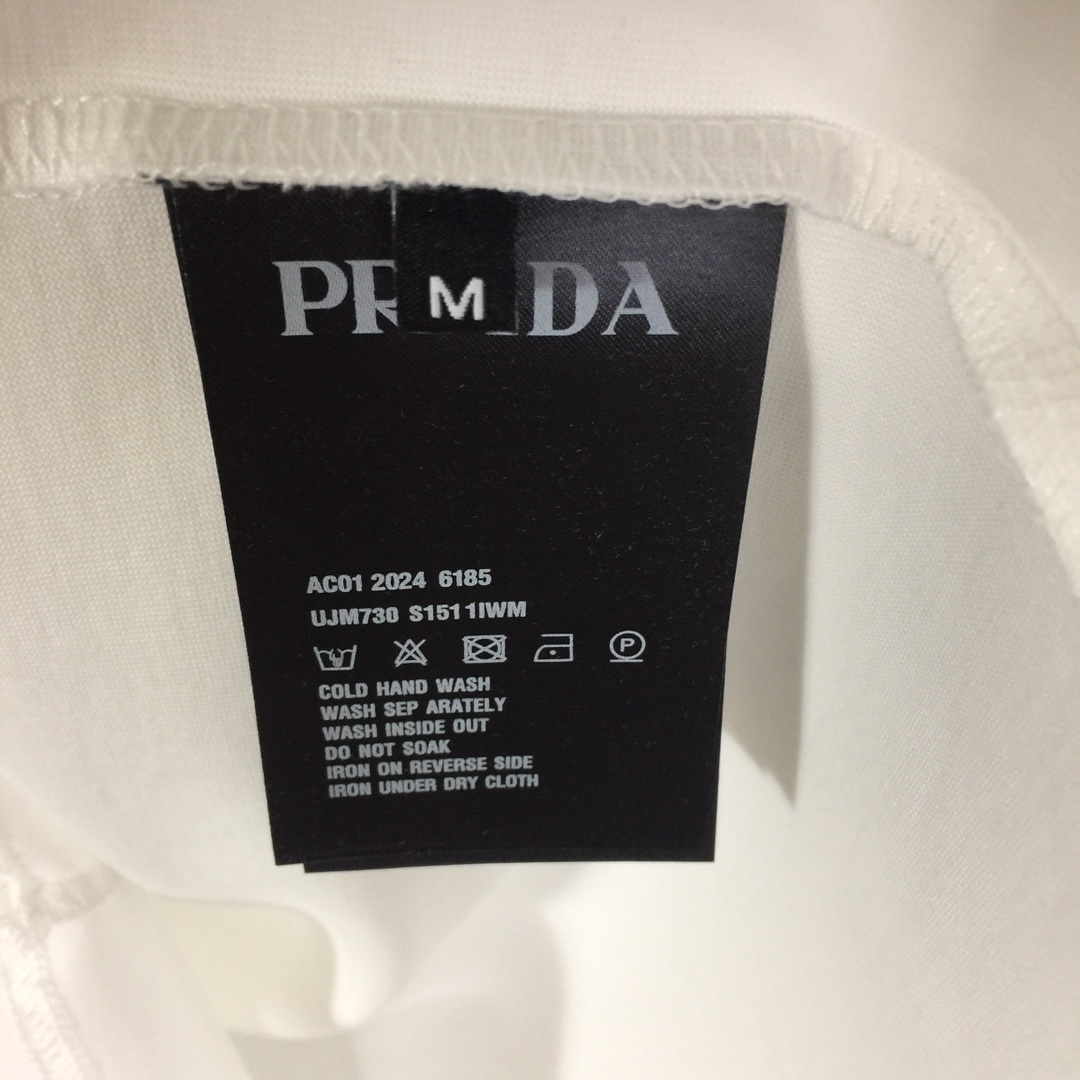 PR DA
M
AC01 2024 6185
UJM730 S151 1IWM
P
COLD HAND WASH
WASH SEP ARATELY
WASH INSIDE OUT
DO NOT SOAK
IRON ON REVERSE SIDE
IRON UNDER DRY CLOTH